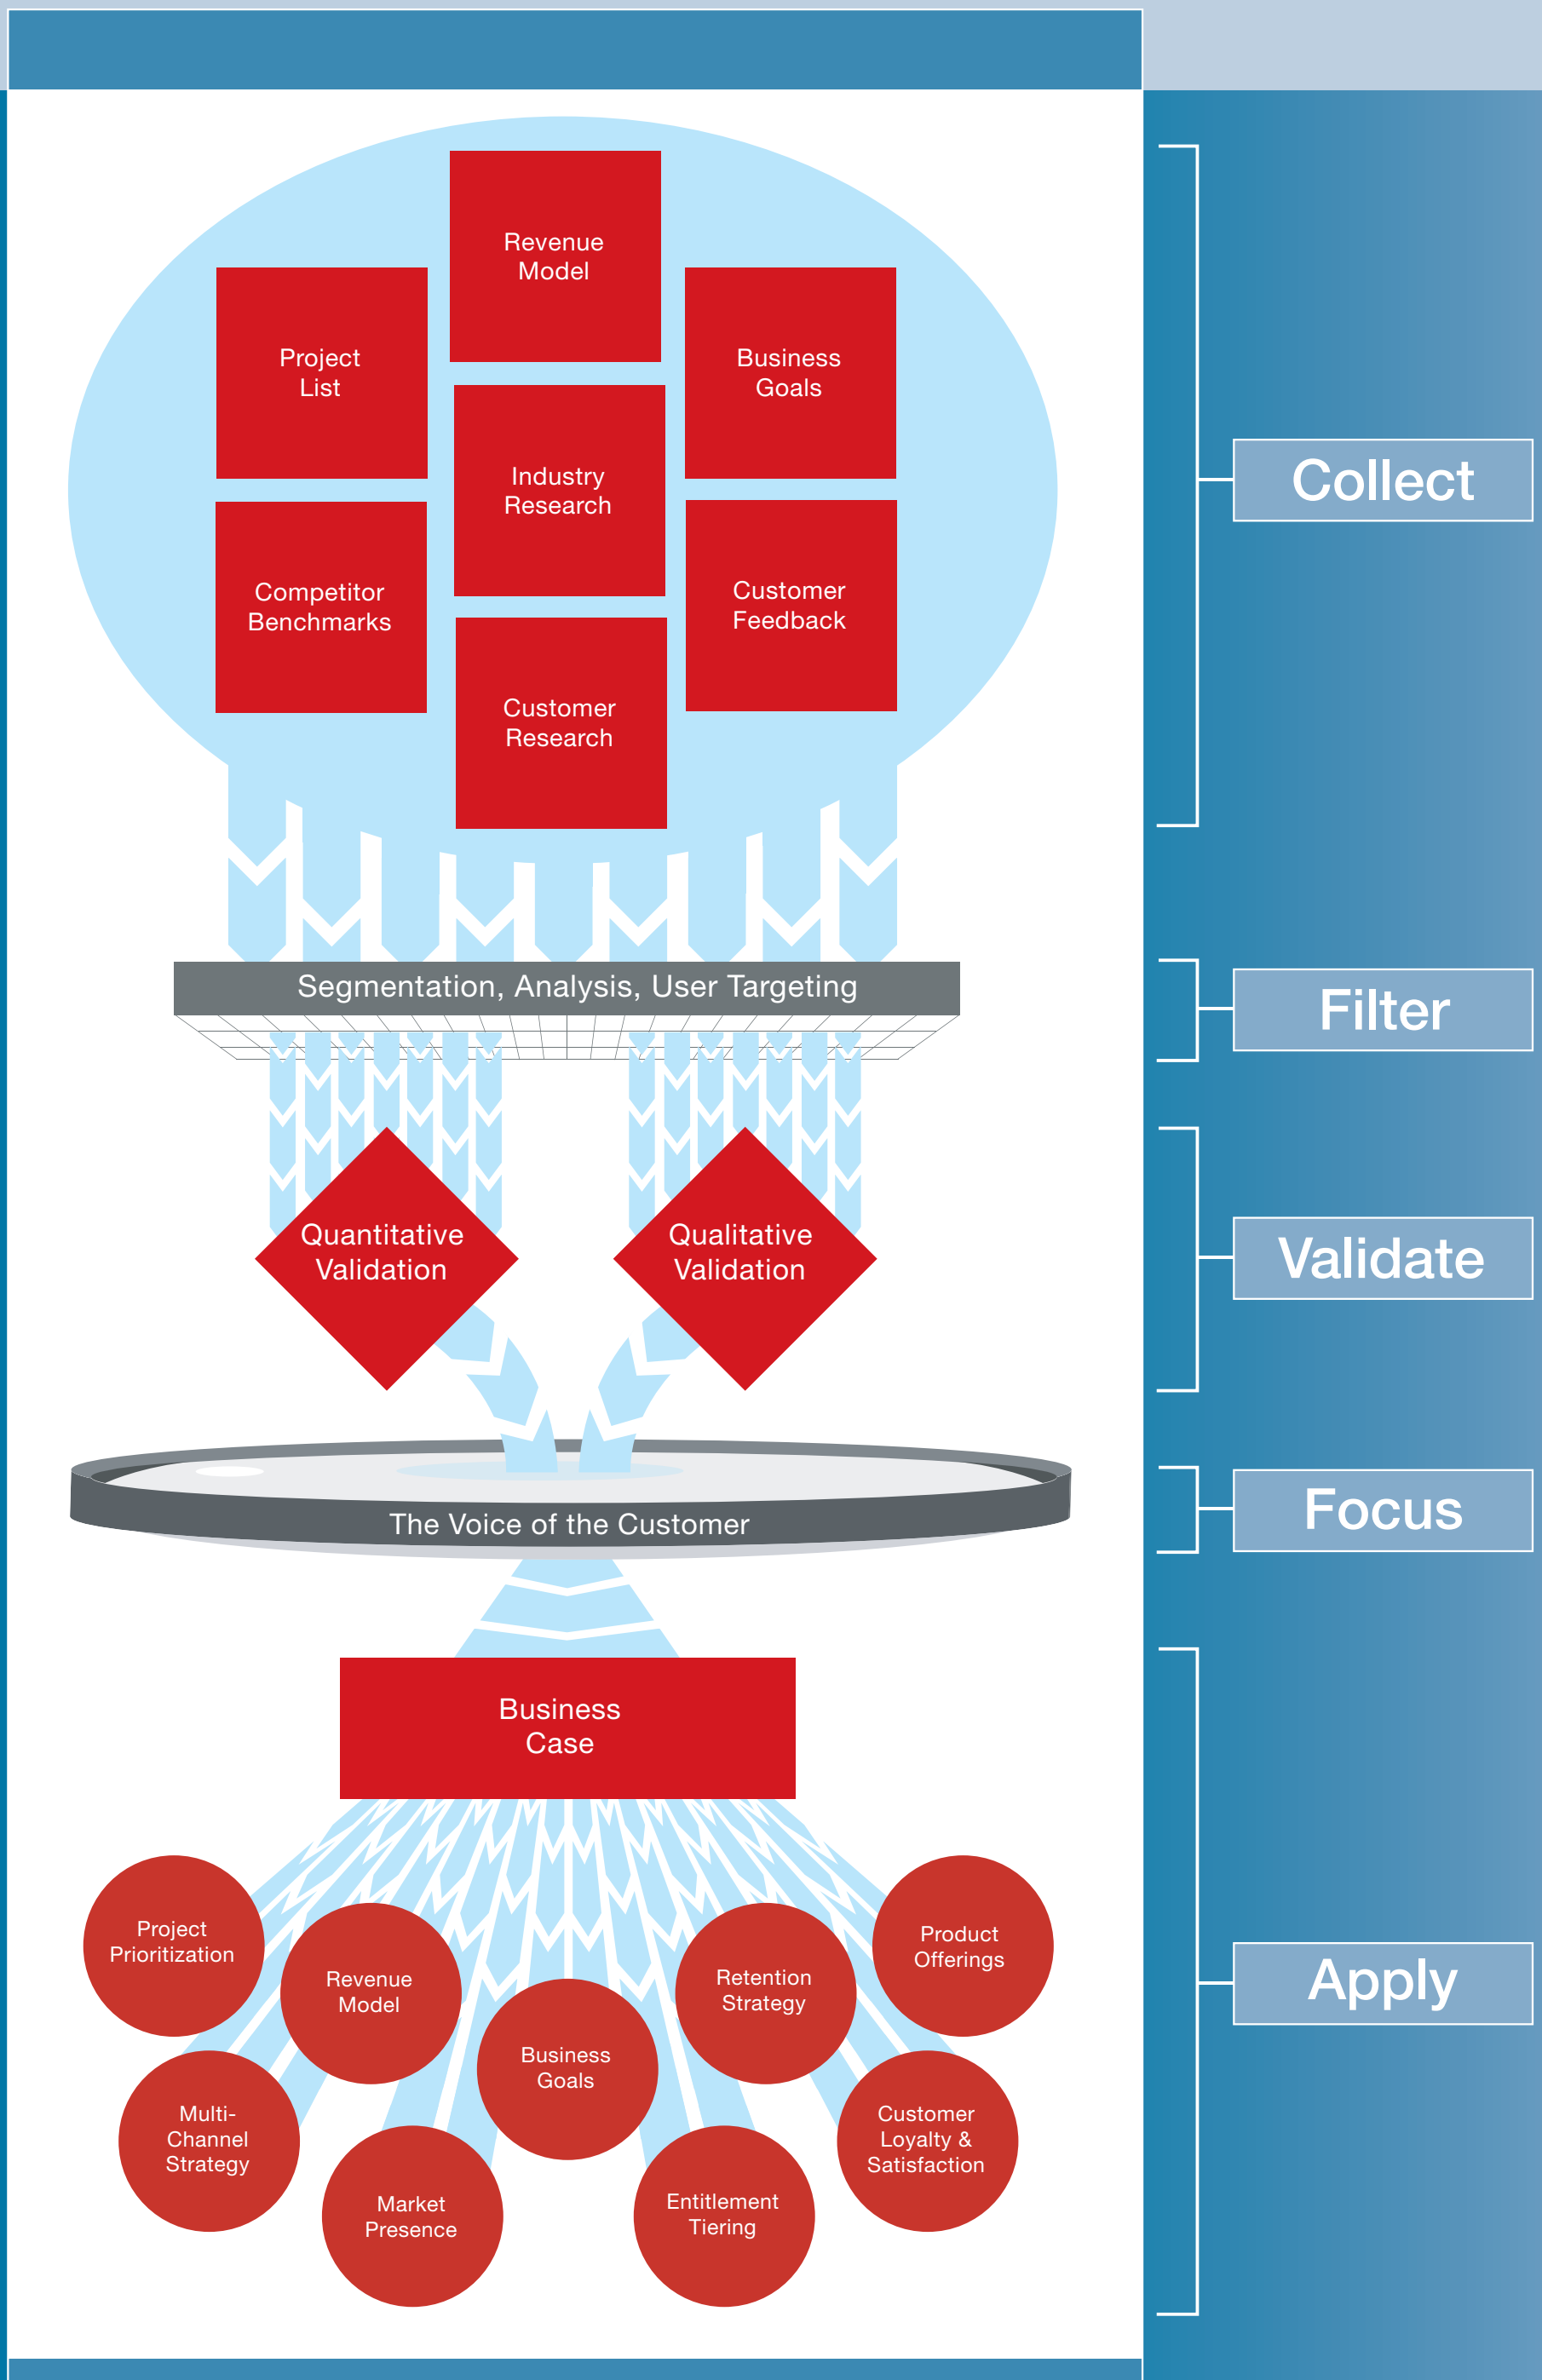 Revenue
Model
Project
List
Business
Goals
Industry
Research
Competitor
Benchmarks
Customer
Feedback
Customer
Research
Collect
Segmentation, Analysis, User Targeting
Filter
Quantitative
Validation
Qualitative
Validation
Validate
The Voice of the Customer
Focus
Business
Case
Project
Prioritization
Revenue
Model
Business
Goals
Retention
Strategy
Product
Offerings
Multi-
Channel
Strategy
Market
Presence
Entitlement
Tiering
Customer
Loyalty &
Satisfaction
Apply